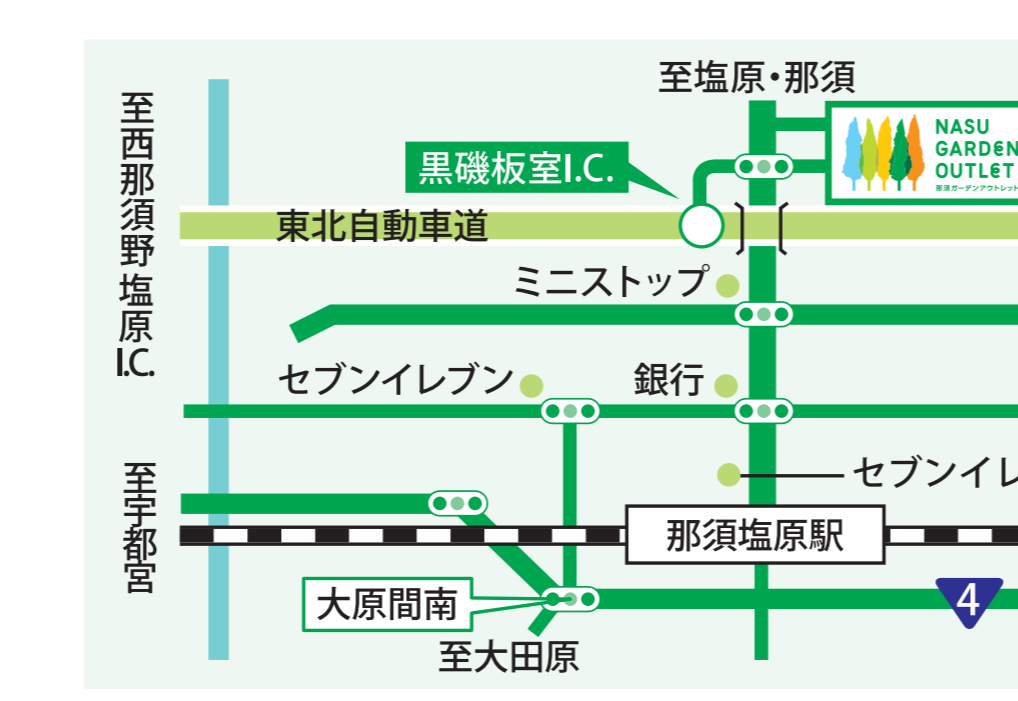 至塩原・那須
至西那須野塩原I.C.
NASU
GARDEN
OUTLET
那須ガーデンアウトレット
黒磯板室I.C.
東北自動車道
ミニストップ
セブンイレブン
銀行
セブンイレ
至宇都宮
那須塩原駅
大原間南
4
至大田原